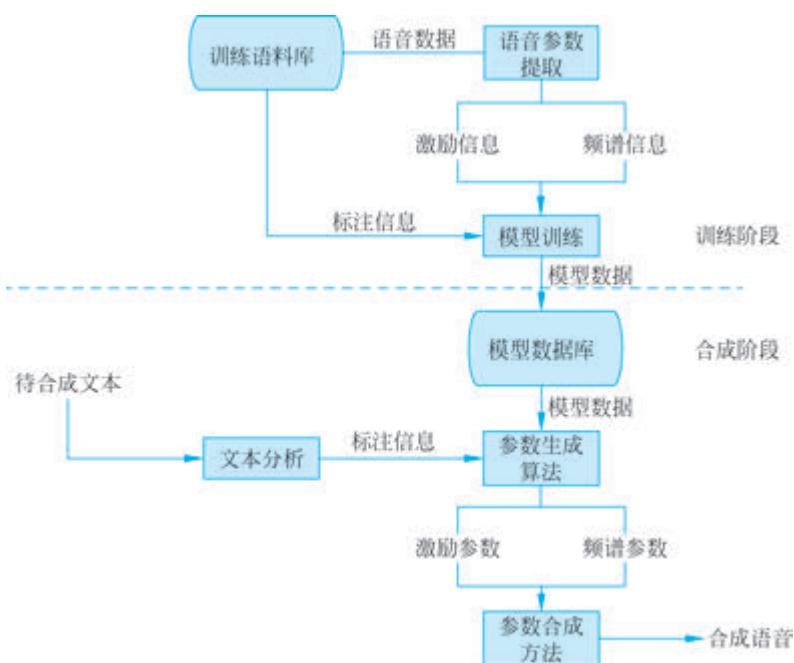 训练语料库
语音数据
语音参数
提取
激励信息
频谱信息
标注信息
模型训练
训练阶段
模型数据
模型数据库
合成阶段
待合成文本
模型数据
文本分析
标注信息
参数生成
算法
激励参数
频谱参数
参数合成
方法
合成语音